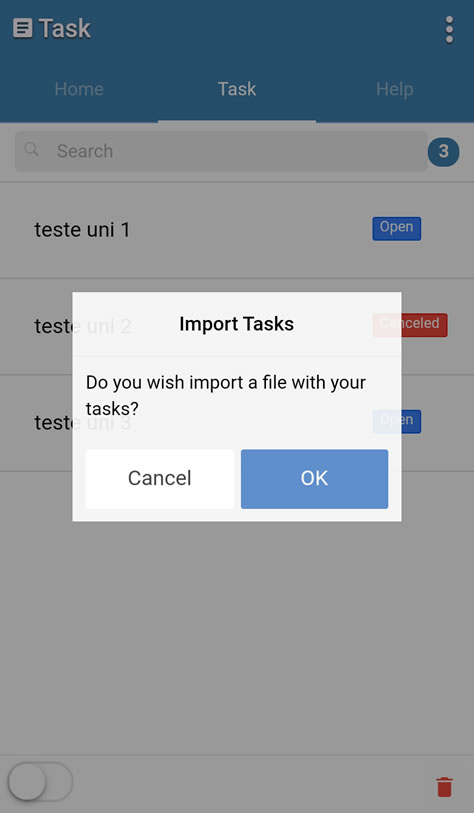 Task
Home
Task
Help
Search
3
teste uni 1
Open
teste uni 2
Canceled
Import Tasks
Do you wish import a file with your
tasks?
teste uni 3
Open
Cancel
OK